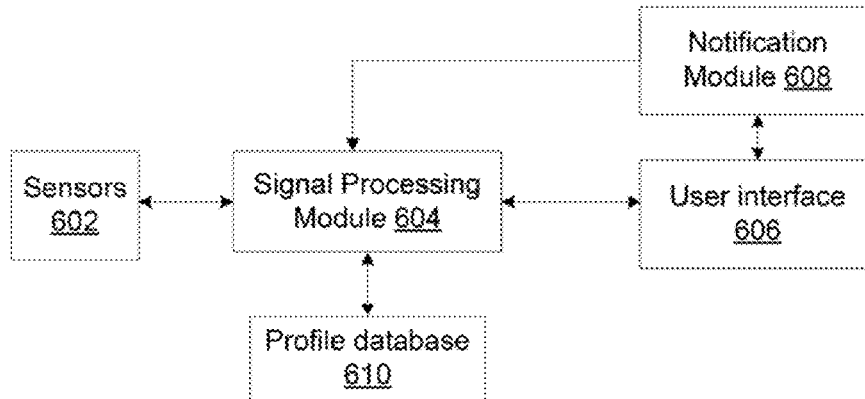 Notification
Module 608
Sensors
602
Signal Processing
Module 604
User interface
606
Profile database
610